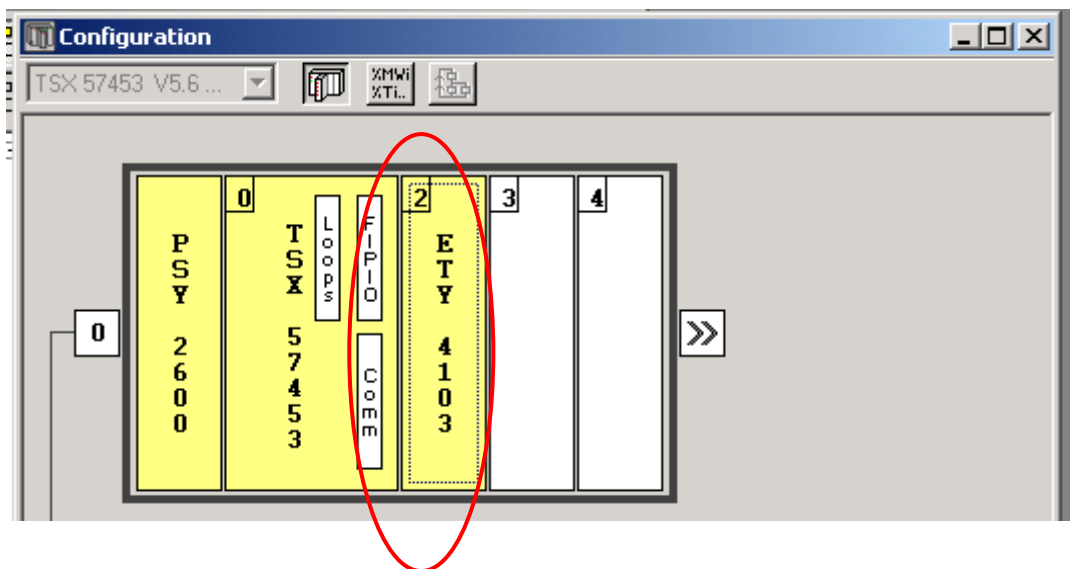 Configuration
TSX 57453 V5.6 ...
XMWi
XTi..
0
PSY 2600
0
TSX 57453
Loops
FIPIO
Comm
2
ETY 4103
3
4